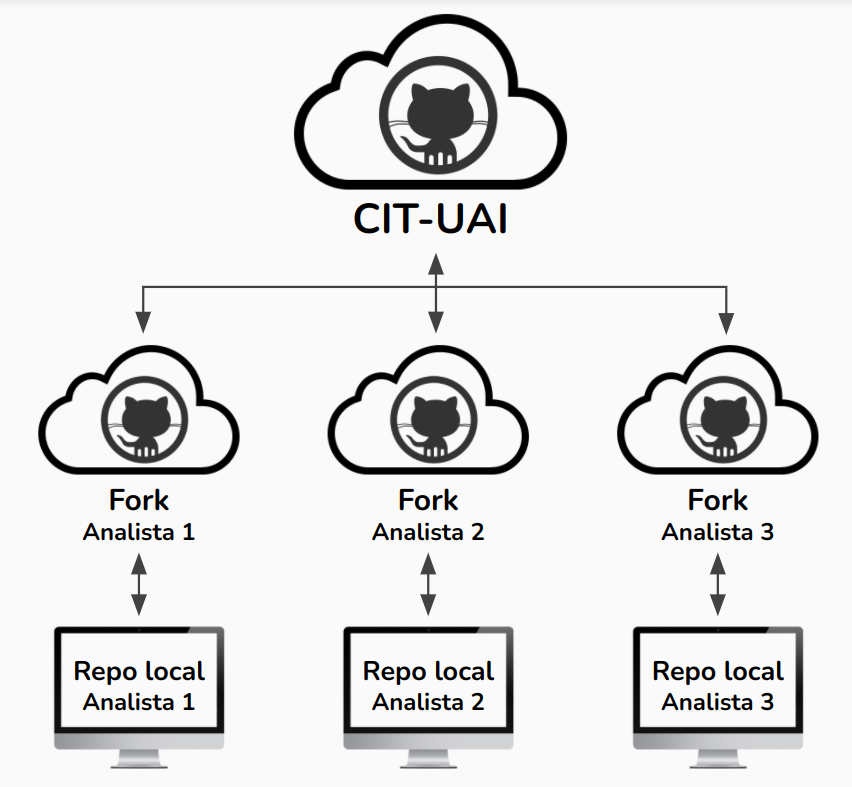 CIT-UAI
Fork
Analista 1
Fork
Analista 2
Fork
Analista 3
Repo local
Analista 1
Repo local
Analista 2
Repo local
Analista 3